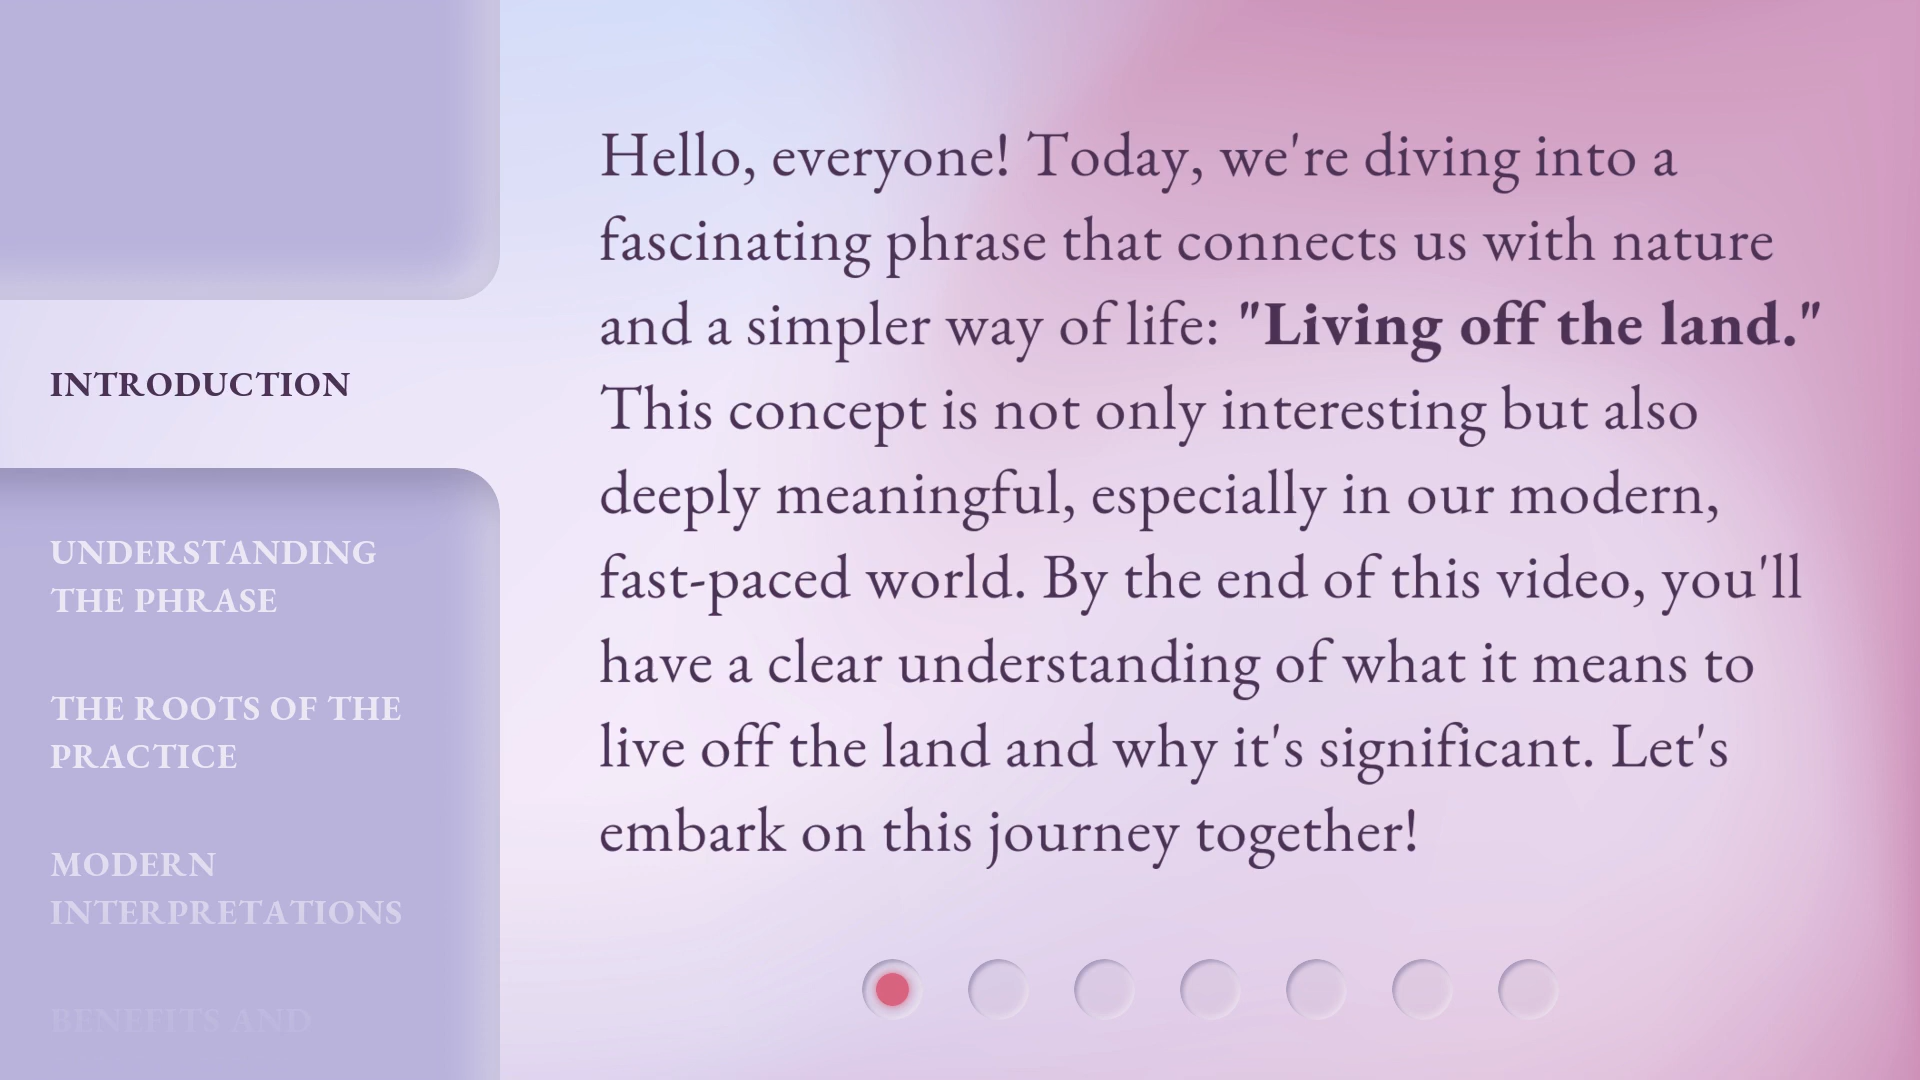 INTRODUCTION
UNDERSTANDING
THE PHRASE
THE ROOTS OF THE
PRACTICE
MODERN
INTERPRETATIONS
BENEFITS AND
Hello, everyone! Today, we're diving into a
fascinating phrase that connects us with nature
and a simpler way of life: "Living off the land."
This concept is not only interesting but also
deeply meaningful, especially in our modern,
fast-paced world. By the end of this video, you'll
have a clear understanding of what it means to
live off the land and why it's significant. Let's
embark on this journey together!